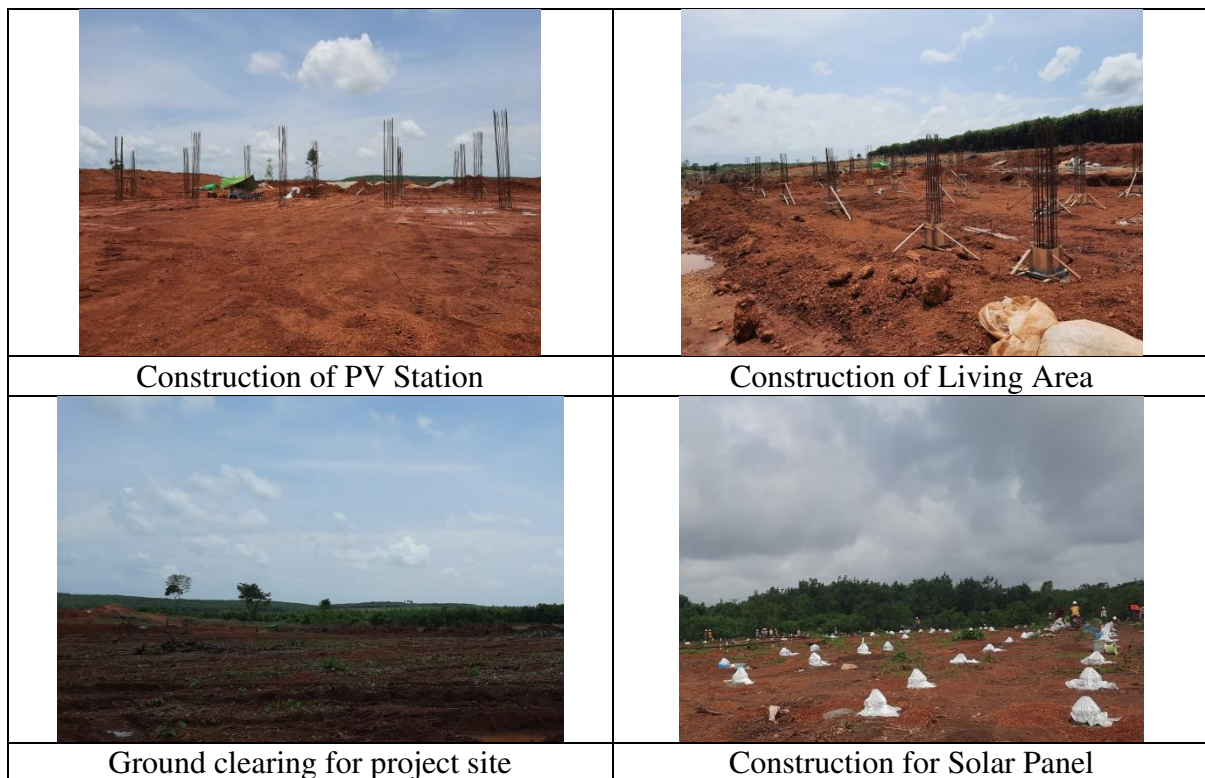 Construction of PV Station
Construction of Living Area
Ground clearing for project site
Construction for Solar Panel